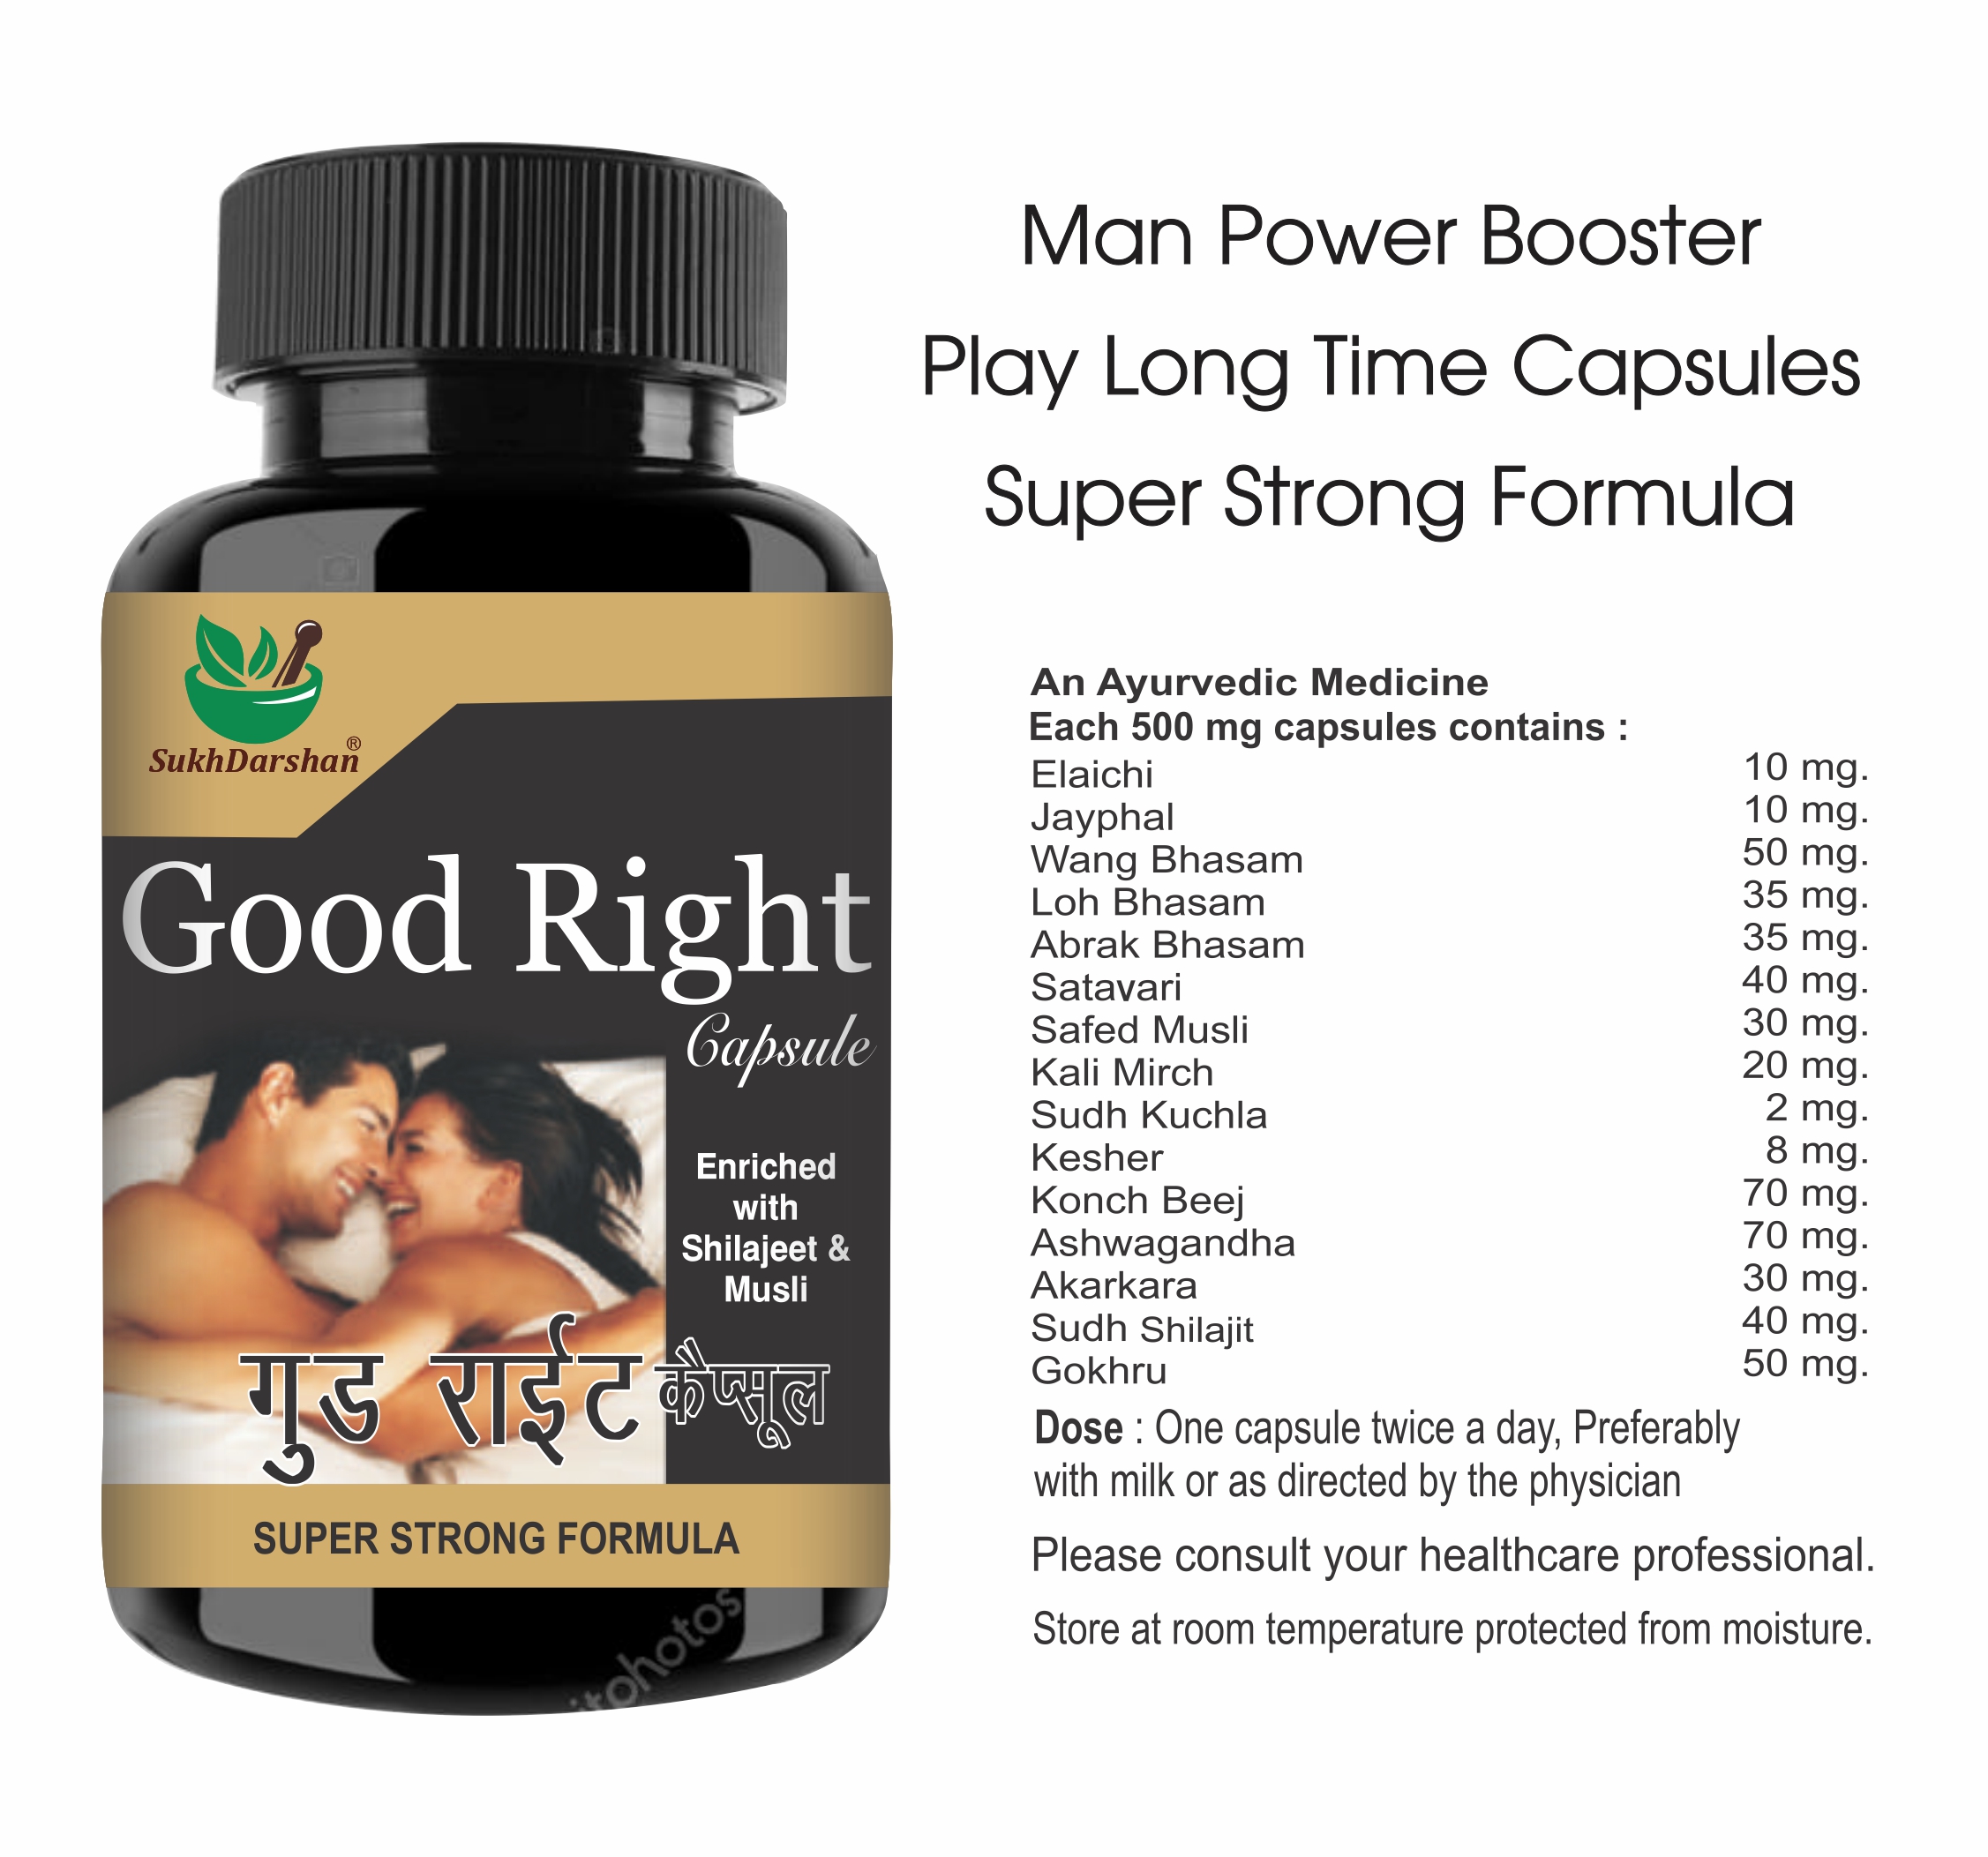 Man Power Booster
Play Long Time Capsules
Super Strong Formula
SukhDarshan®
Good Right
Capsule
Enriched
with
Shilajeet &
Musli
गुड राईट कैप्सूल
SUPER STRONG FORMULA
itphotos
An Ayurvedic Medicine
Each 500 mg capsules contains :
Elaichi 10 mg.
Jayphal 10 mg.
Wang Bhasam 50 mg.
Loh Bhasam 35 mg.
Abrak Bhasam 35 mg.
Satavari 40 mg.
Safed Musli 30 mg.
Kali Mirch 20 mg.
Sudh Kuchla 2 mg.
Kesher 8 mg.
Konch Beej 70 mg.
Ashwagandha 70 mg.
Akarkara 30 mg.
Sudh Shilajit 40 mg.
Gokhru 50 mg.
Dose : One capsule twice a day, Preferably
with milk or as directed by the physician
Please consult your healthcare professional.
Store at room temperature protected from moisture.